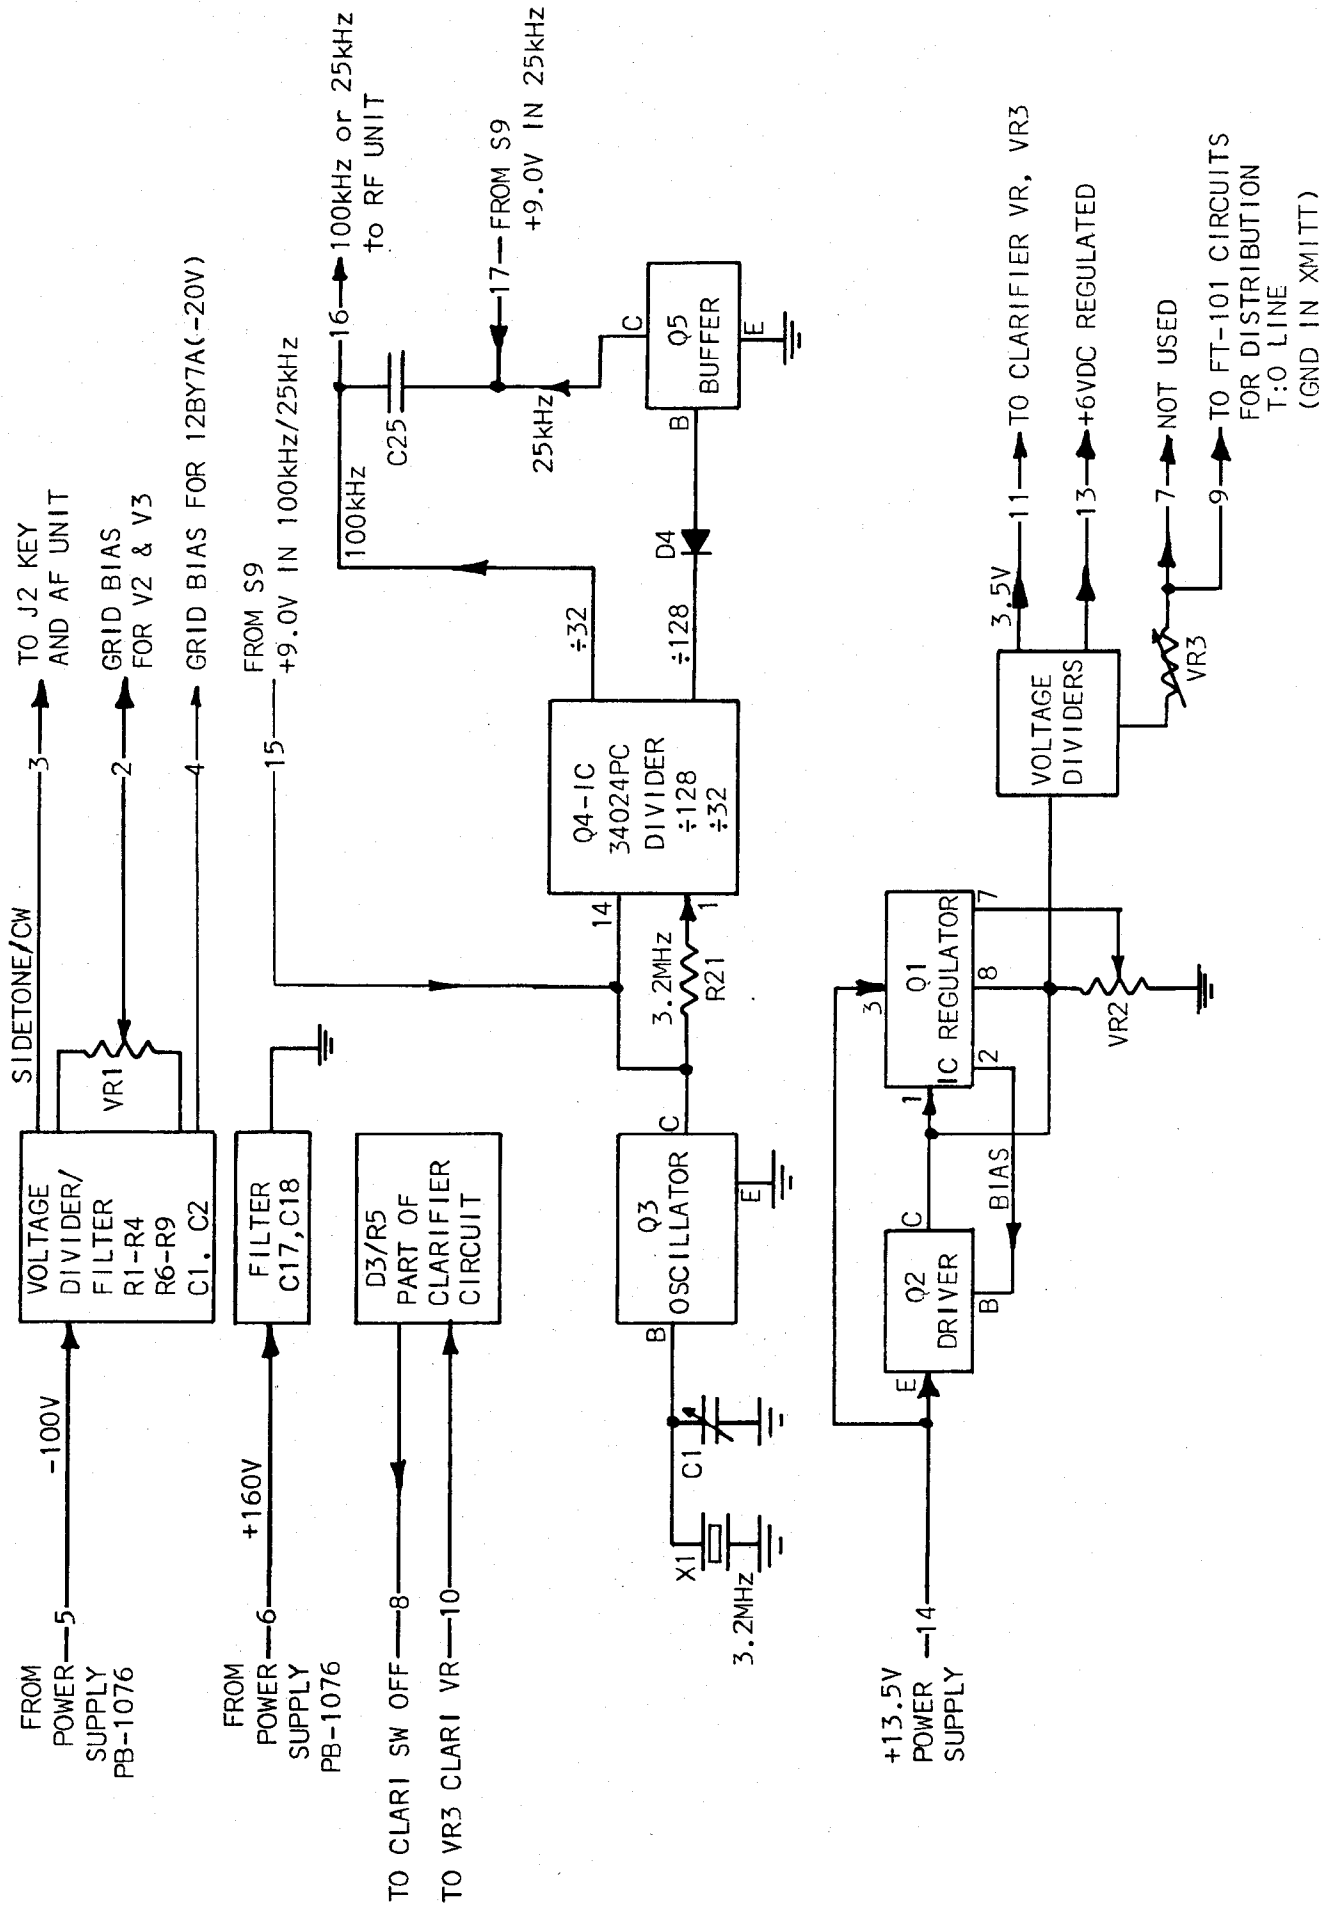 FROM
POWER
SUPPLY
PB-1076
5
-100V
VOLTAGE
DIVIDER/
FILTER
R1-R4
R6-R9
C1. C2
SIDETONE/CW
VR1
3
TO J2 KEY
AND AF UNIT
2
GRID BIAS
FOR V2 & V3
4
GRID BIAS FOR 12BY7A(-20V)
FROM
POWER
SUPPLY
PB-1076
6
+160V
FILTER
C17,C18
15
FROM S9
+9.0V IN 100kHz/25kHz
TO CLARI SW OFF
8
TO VR3 CLARI VR
10
D3/R5
PART OF
CLARIFIER
CIRCUIT
100kHz
16
100kHz or 25kHz
to RF UNIT
C25
17
FROM S9
+9.0V IN 25kHz
25kHz
X1
3.2MHz
C1
B
Q3
OSCILLATOR
C
E
3.2MHz
R21
14
1
Q4-IC
34024PC
DIVIDER
÷128
÷32
÷32
÷128
D4
B
Q5
BUFFER
C
E
+13.5V
POWER
SUPPLY
14
E
Q2
DRIVER
C
B
BIAS
1
3
Q1
IC REGULATOR
2
8
7
VR2
VOLTAGE
DIVIDERS
3.5V
11
TO CLARIFIER VR, VR3
13
+6VDC REGULATED
VR3
7
NOT USED
9
TO FT-101 CIRCUITS
FOR DISTRIBUTION
T:O LINE
(GND IN XMITT)